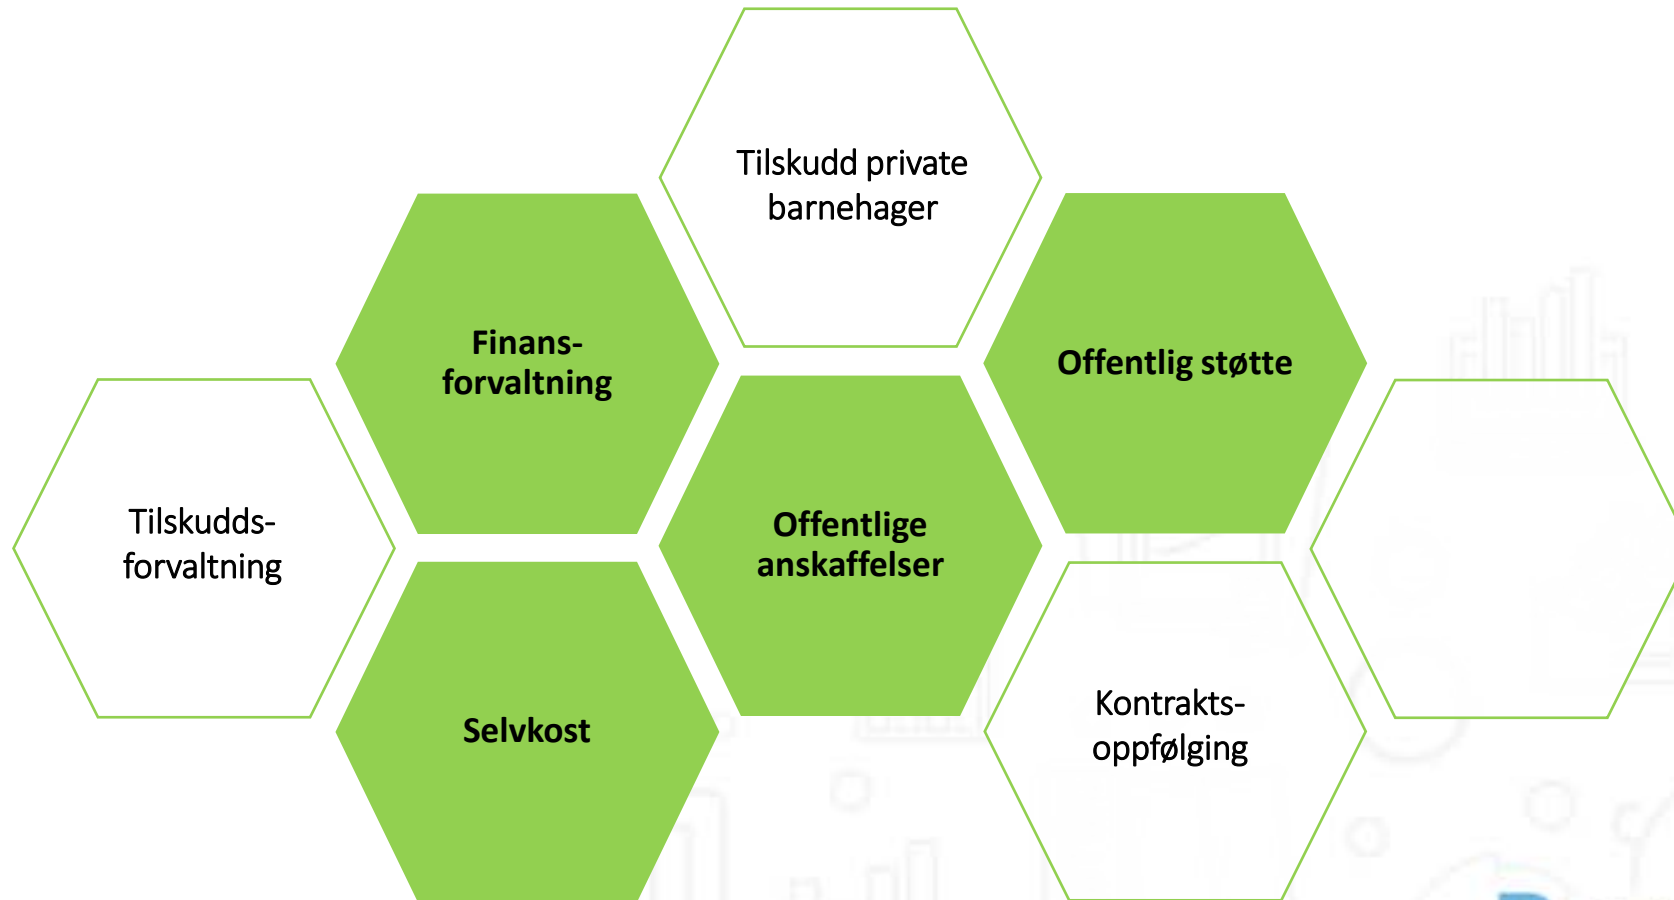 Tilskudd private
barnehager
Finans-
forvaltning
Offentlig støtte
Tilskudds-
forvaltning
Offentlige
anskaffelser
Selvkost
Kontrakts-
oppfølging